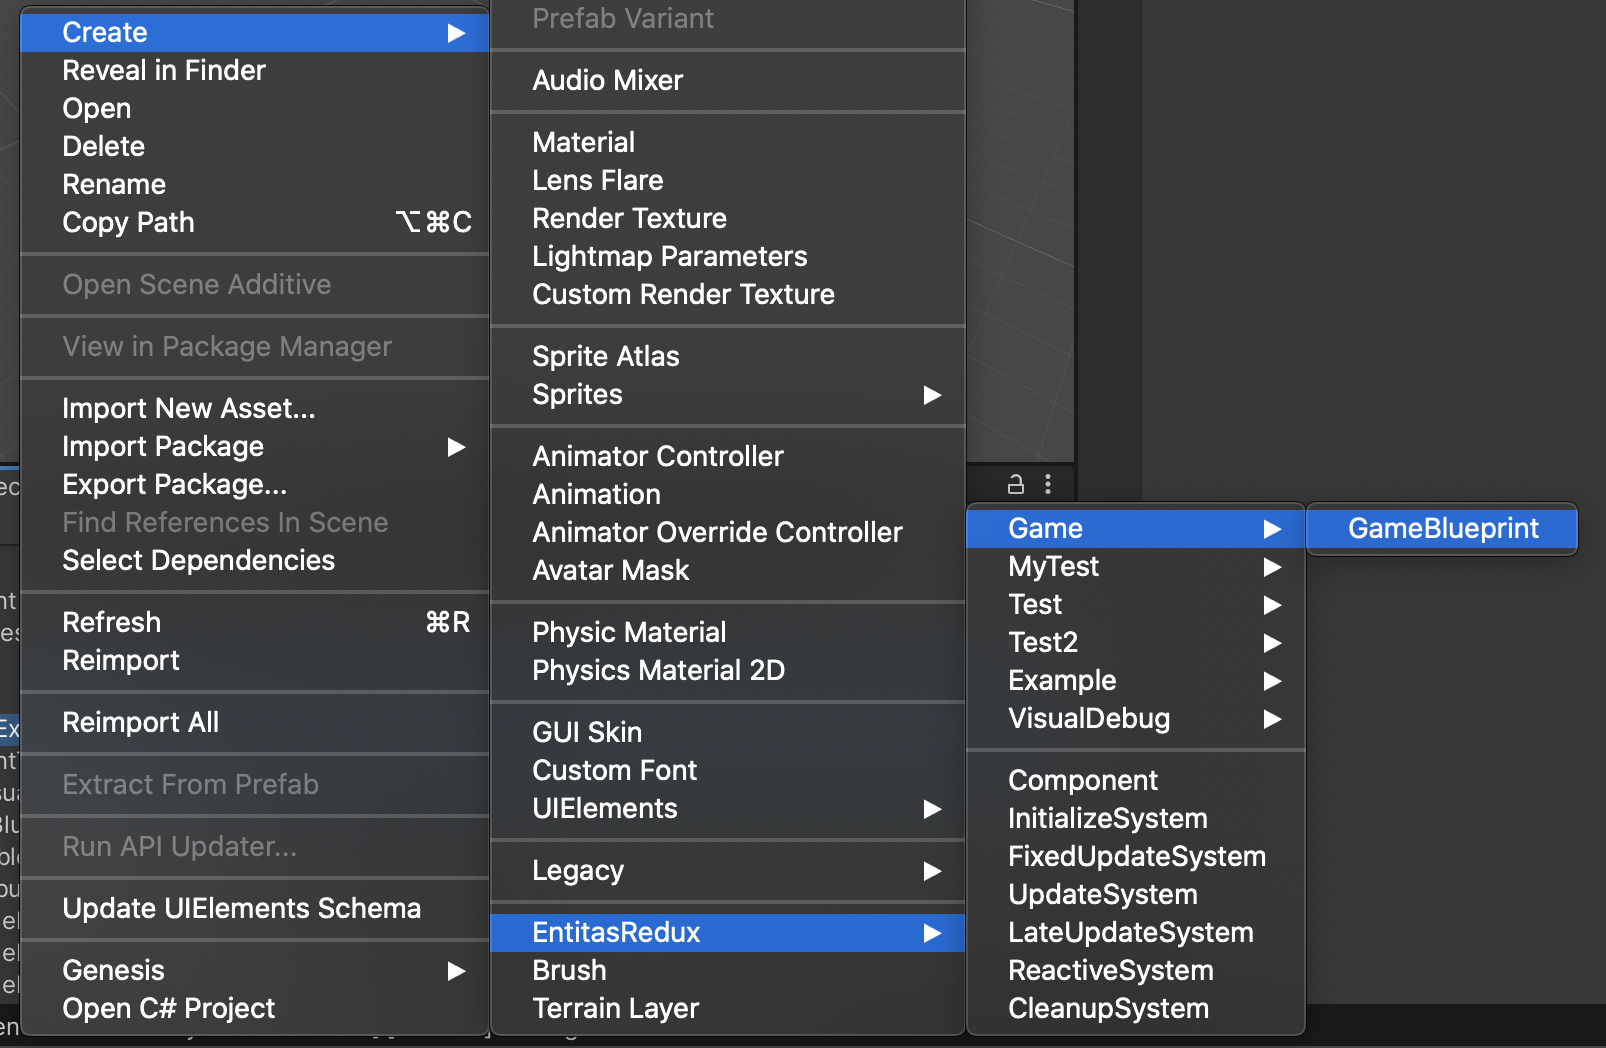 Create
Reveal in Finder
Open
Delete
Rename
Copy Path ⌥⌘C
Open Scene Additive
View in Package Manager
Import New Asset...
Import Package
Export Package...
Find References In Scene
Select Dependencies
Refresh ⌘R
Reimport
Reimport All
Extract From Prefab
Run API Updater...
Update UIElements Schema
Genesis
Open C# Project
Prefab Variant
Audio Mixer
Material
Lens Flare
Render Texture
Lightmap Parameters
Custom Render Texture
Sprite Atlas
Sprites
Animator Controller
Animation
Animator Override Controller
Avatar Mask
Physic Material
Physics Material 2D
GUI Skin
Custom Font
UIElements
Legacy
EntitasRedux
Brush
Terrain Layer
Game
MyTest
Test
Test2
Example
VisualDebug
Component
InitializeSystem
FixedUpdateSystem
UpdateSystem
LateUpdateSystem
ReactiveSystem
CleanupSystem
GameBlueprint